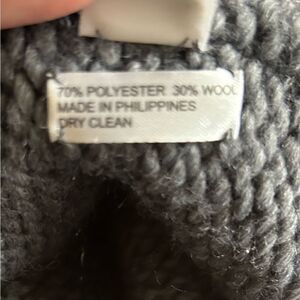 70% POLYESTER 30% WOOL
MADE IN PHILIPPINES
DRY CLEAN